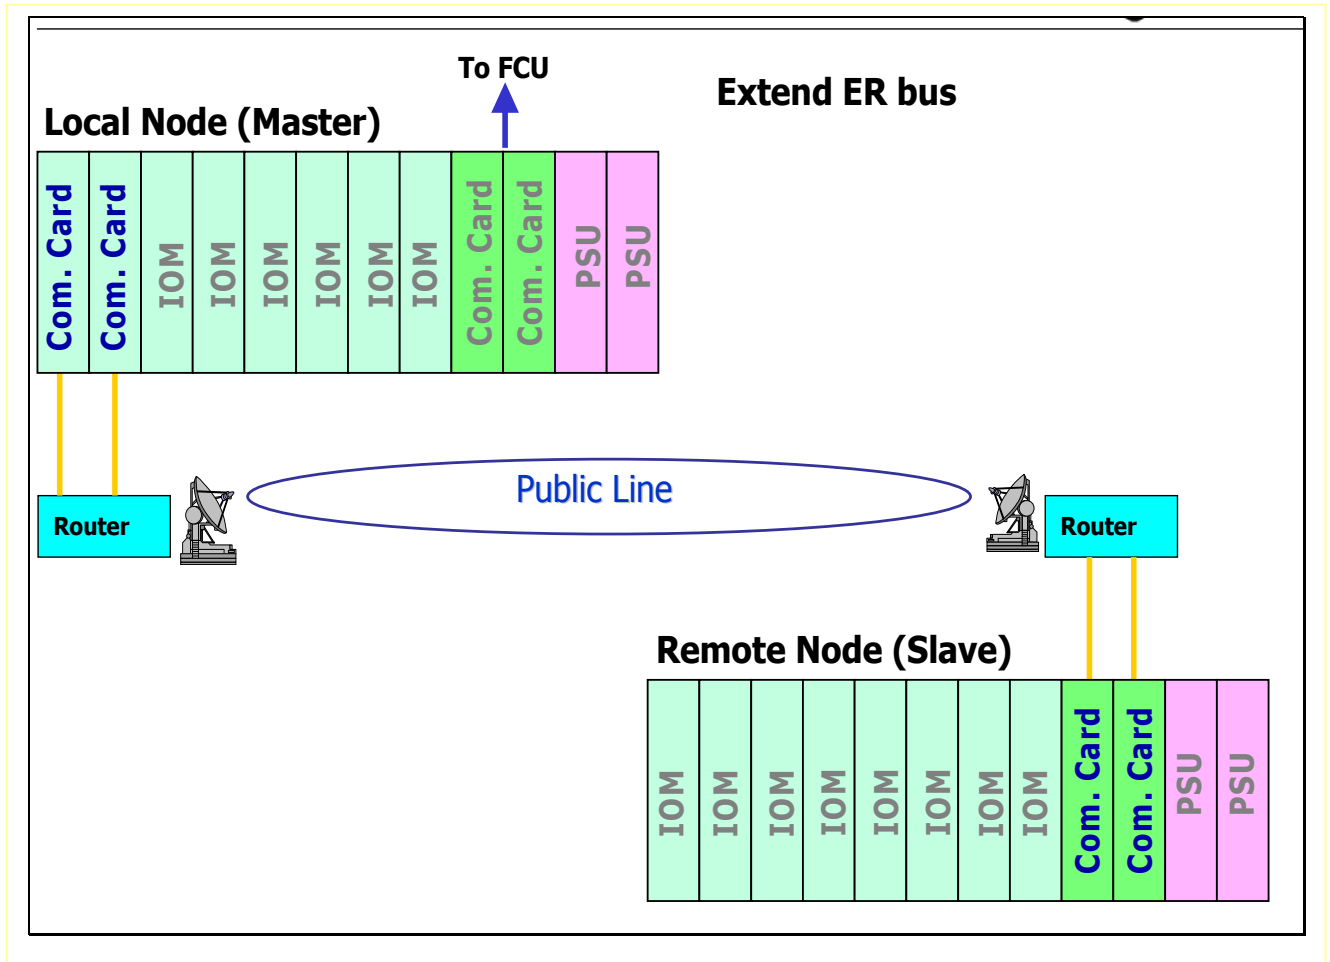 To FCU
Extend ER bus
Local Node (Master)
Com. Card
Com. Card
IOM
IOM
IOM
IOM
IOM
IOM
Com. Card
Com. Card
PSU
PSU
Public Line
Router
Router
Remote Node (Slave)
IOM
IOM
IOM
IOM
IOM
IOM
IOM
IOM
Com. Card
Com. Card
PSU
PSU